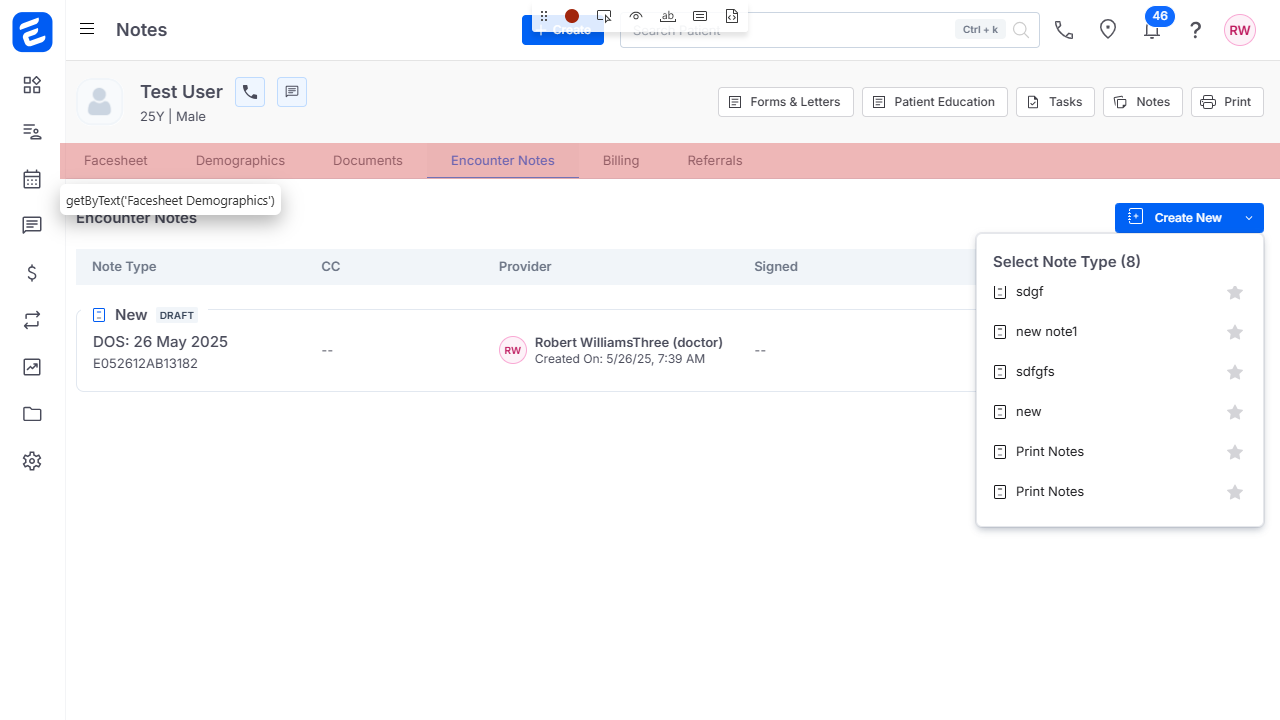 Notes
Create
Search Patient
Ctrl + k
46
?
RW
ab
Test User
25Y | Male
Forms & Letters
Patient Education
Tasks
Notes
Print
Facesheet
Demographics
Documents
Encounter Notes
Billing
Referrals
getByText('Facesheet Demographics')
Encounter Notes
Create New
Note Type
CC
Provider
Signed
New
DRAFT
DOS: 26 May 2025
E052612AB13182
--
RW
Robert WilliamsThree (doctor)
Created On: 5/26/25, 7:39 AM
--
Select Note Type (8)
sdgf
new note1
sdfgfs
new
Print Notes
Print Notes